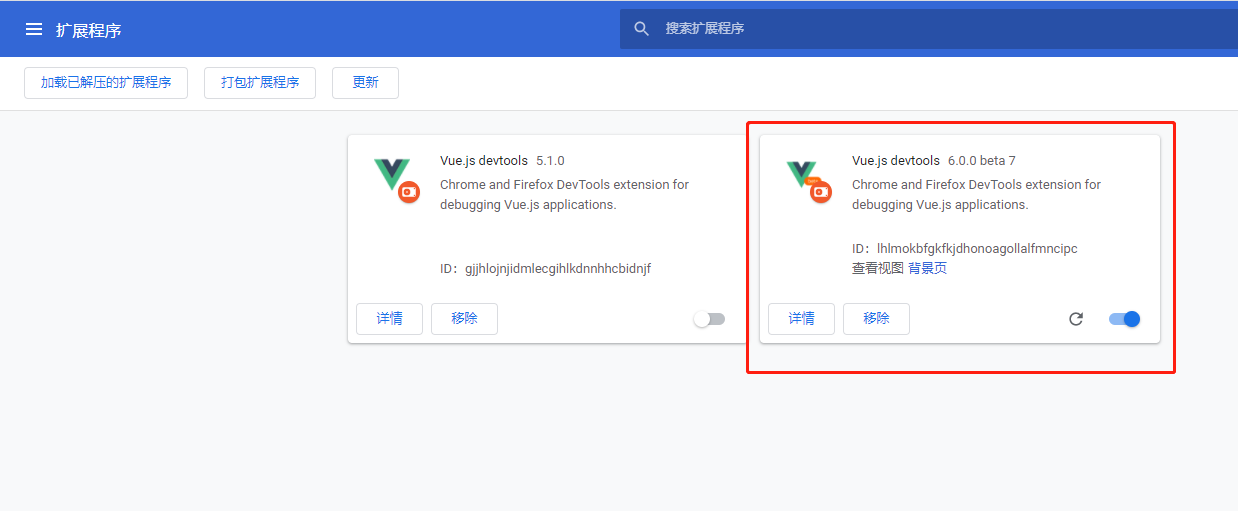 扩展程序
搜索扩展程序
加载已解压的扩展程序 打包扩展程序 更新
Vue.js devtools 5.1.0
Chrome and Firefox DevTools extension for
debugging Vue.js applications.
ID：gjjhlojnjidmlecgihlkdnnhhcbidnjf
详情 移除
Vue.js devtools 6.0.0 beta 7
Chrome and Firefox DevTools extension for
debugging Vue.js applications.
ID：lhlmokbfgkfkjdhonoagollalfmncipc
查看视图 背景页
详情 移除